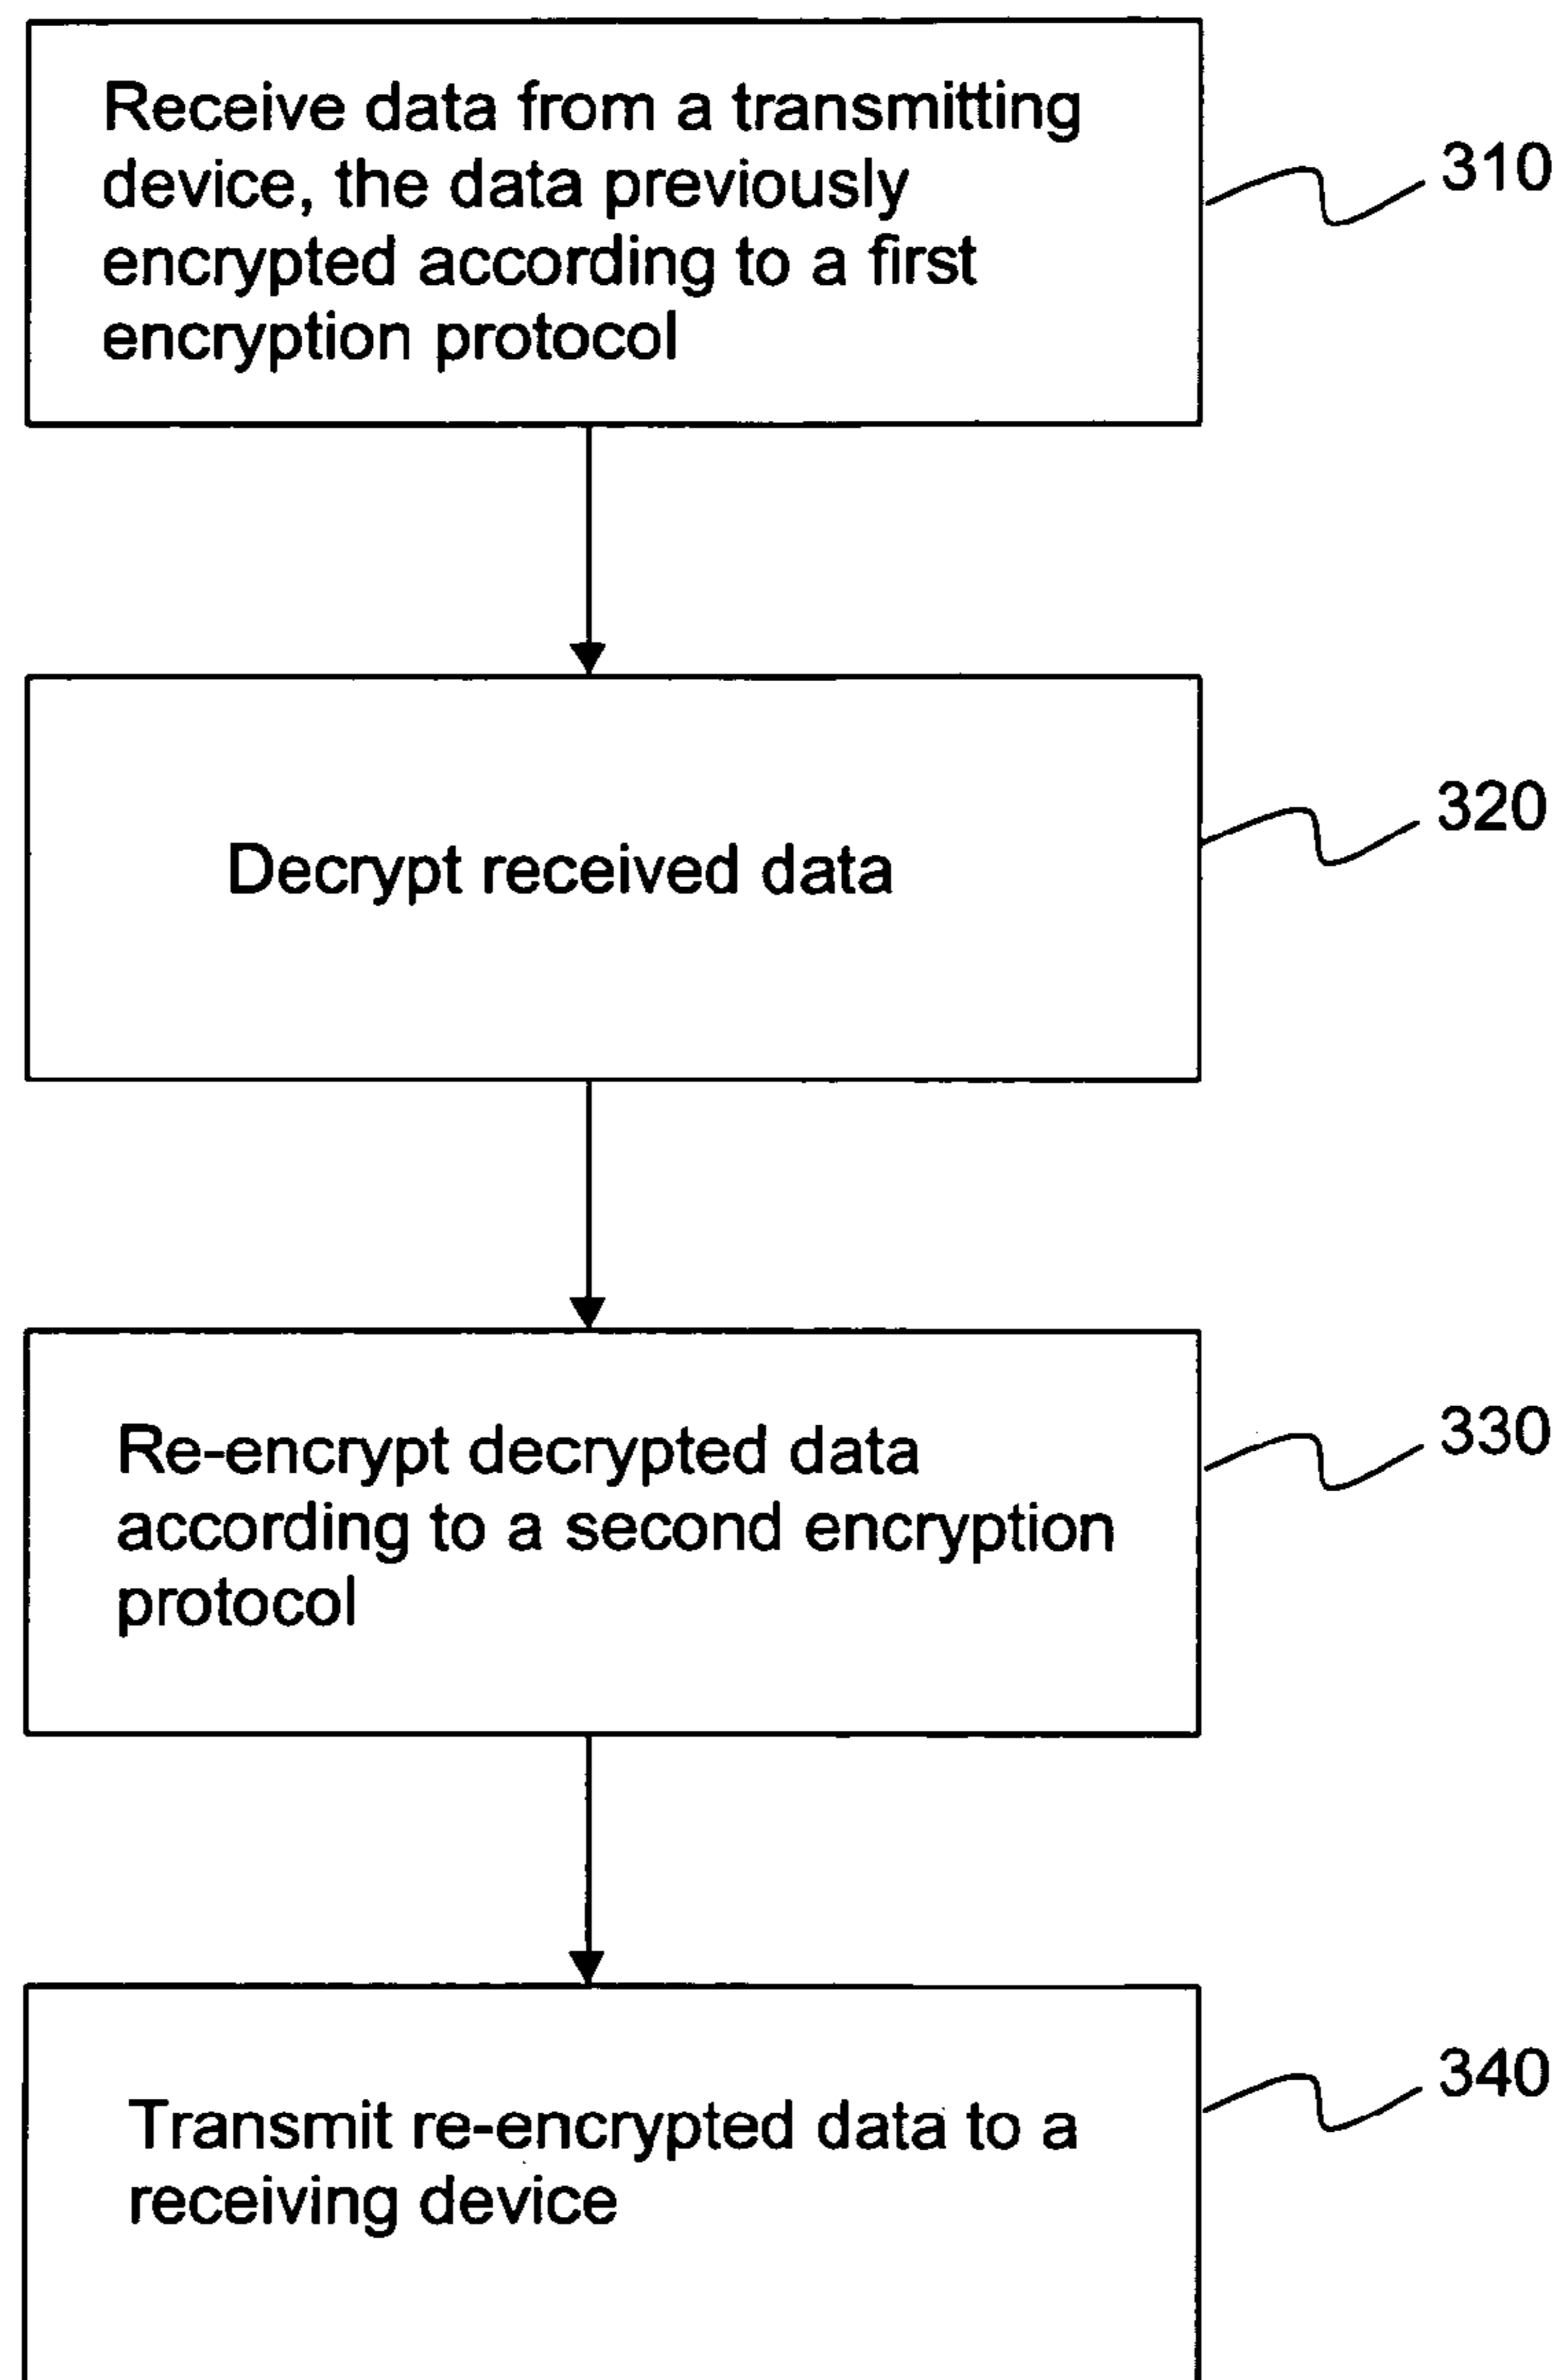 Receive data from a transmitting
device, the data previously
encrypted according to a first
encryption protocol
310
Decrypt received data
320
Re-encrypt decrypted data
according to a second encryption
protocol
330
Transmit re-encrypted data to a
receiving device
340